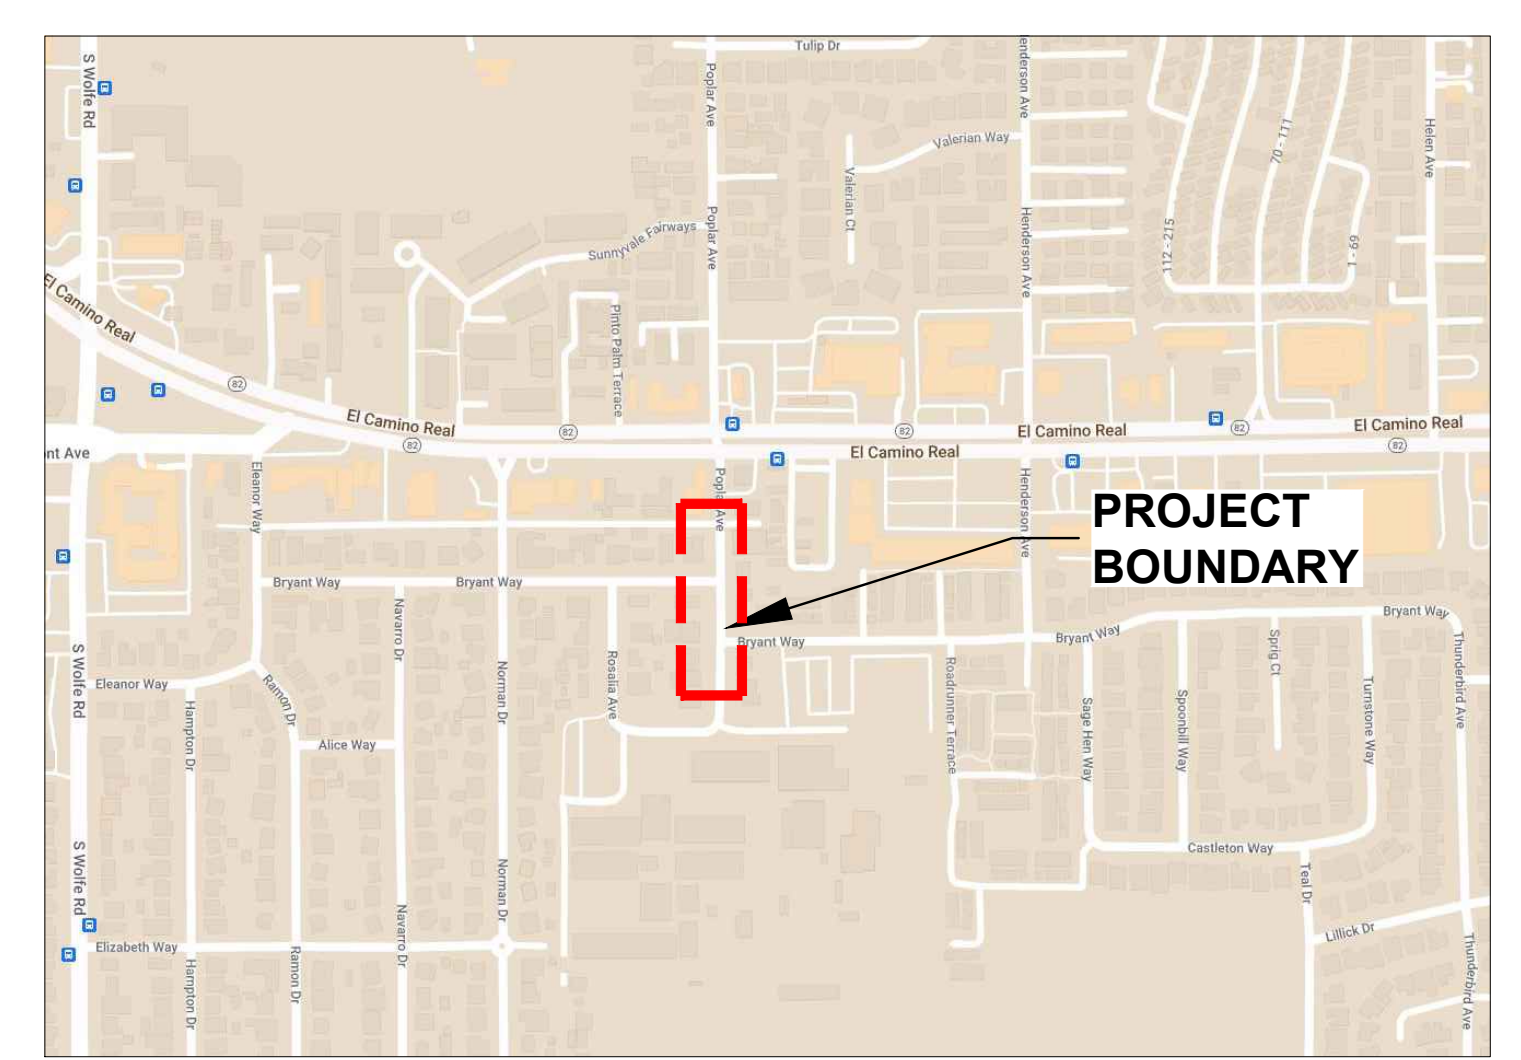 Tulip Dr
S Wolfe Rd
Poplar Ave
enderson Ave
Helen Ave
70 - 111
Valerian Way
Valerian Ct
Poplar Ave
Henderson Ave
112 - 215
1 - 69
Sunnyvale Fairways
El Camino Real
Pinto Palm Terrace
82
El Camino Real
82
82
82
El Camino Real
82
El Camino Real
82
El Camino Real
nt Ave
Eleanor Way
Poplar Ave
Henderson Ave
PROJECT
BOUNDARY
Bryant Way
Bryant Way
Navarro Dr
Bryant Way
Bryant Way
Bryant Way
Sprig Ct
Thunderbird Ave
S Wolfe Rd
Eleanor Way
Ramon Dr
Norman Dr
Rosalia Ave
Roadrunner Terrace
Sage Hen Way
Spoonbill Way
Turnstone Way
Hampton Dr
Alice Way
S Wolfe Rd
Norman Dr
Castleton Way
Teal Dr
Lillick Dr
Elizabeth Way
Navarro Dr
Hampton Dr
Ramon Dr
Thunderbird Ave